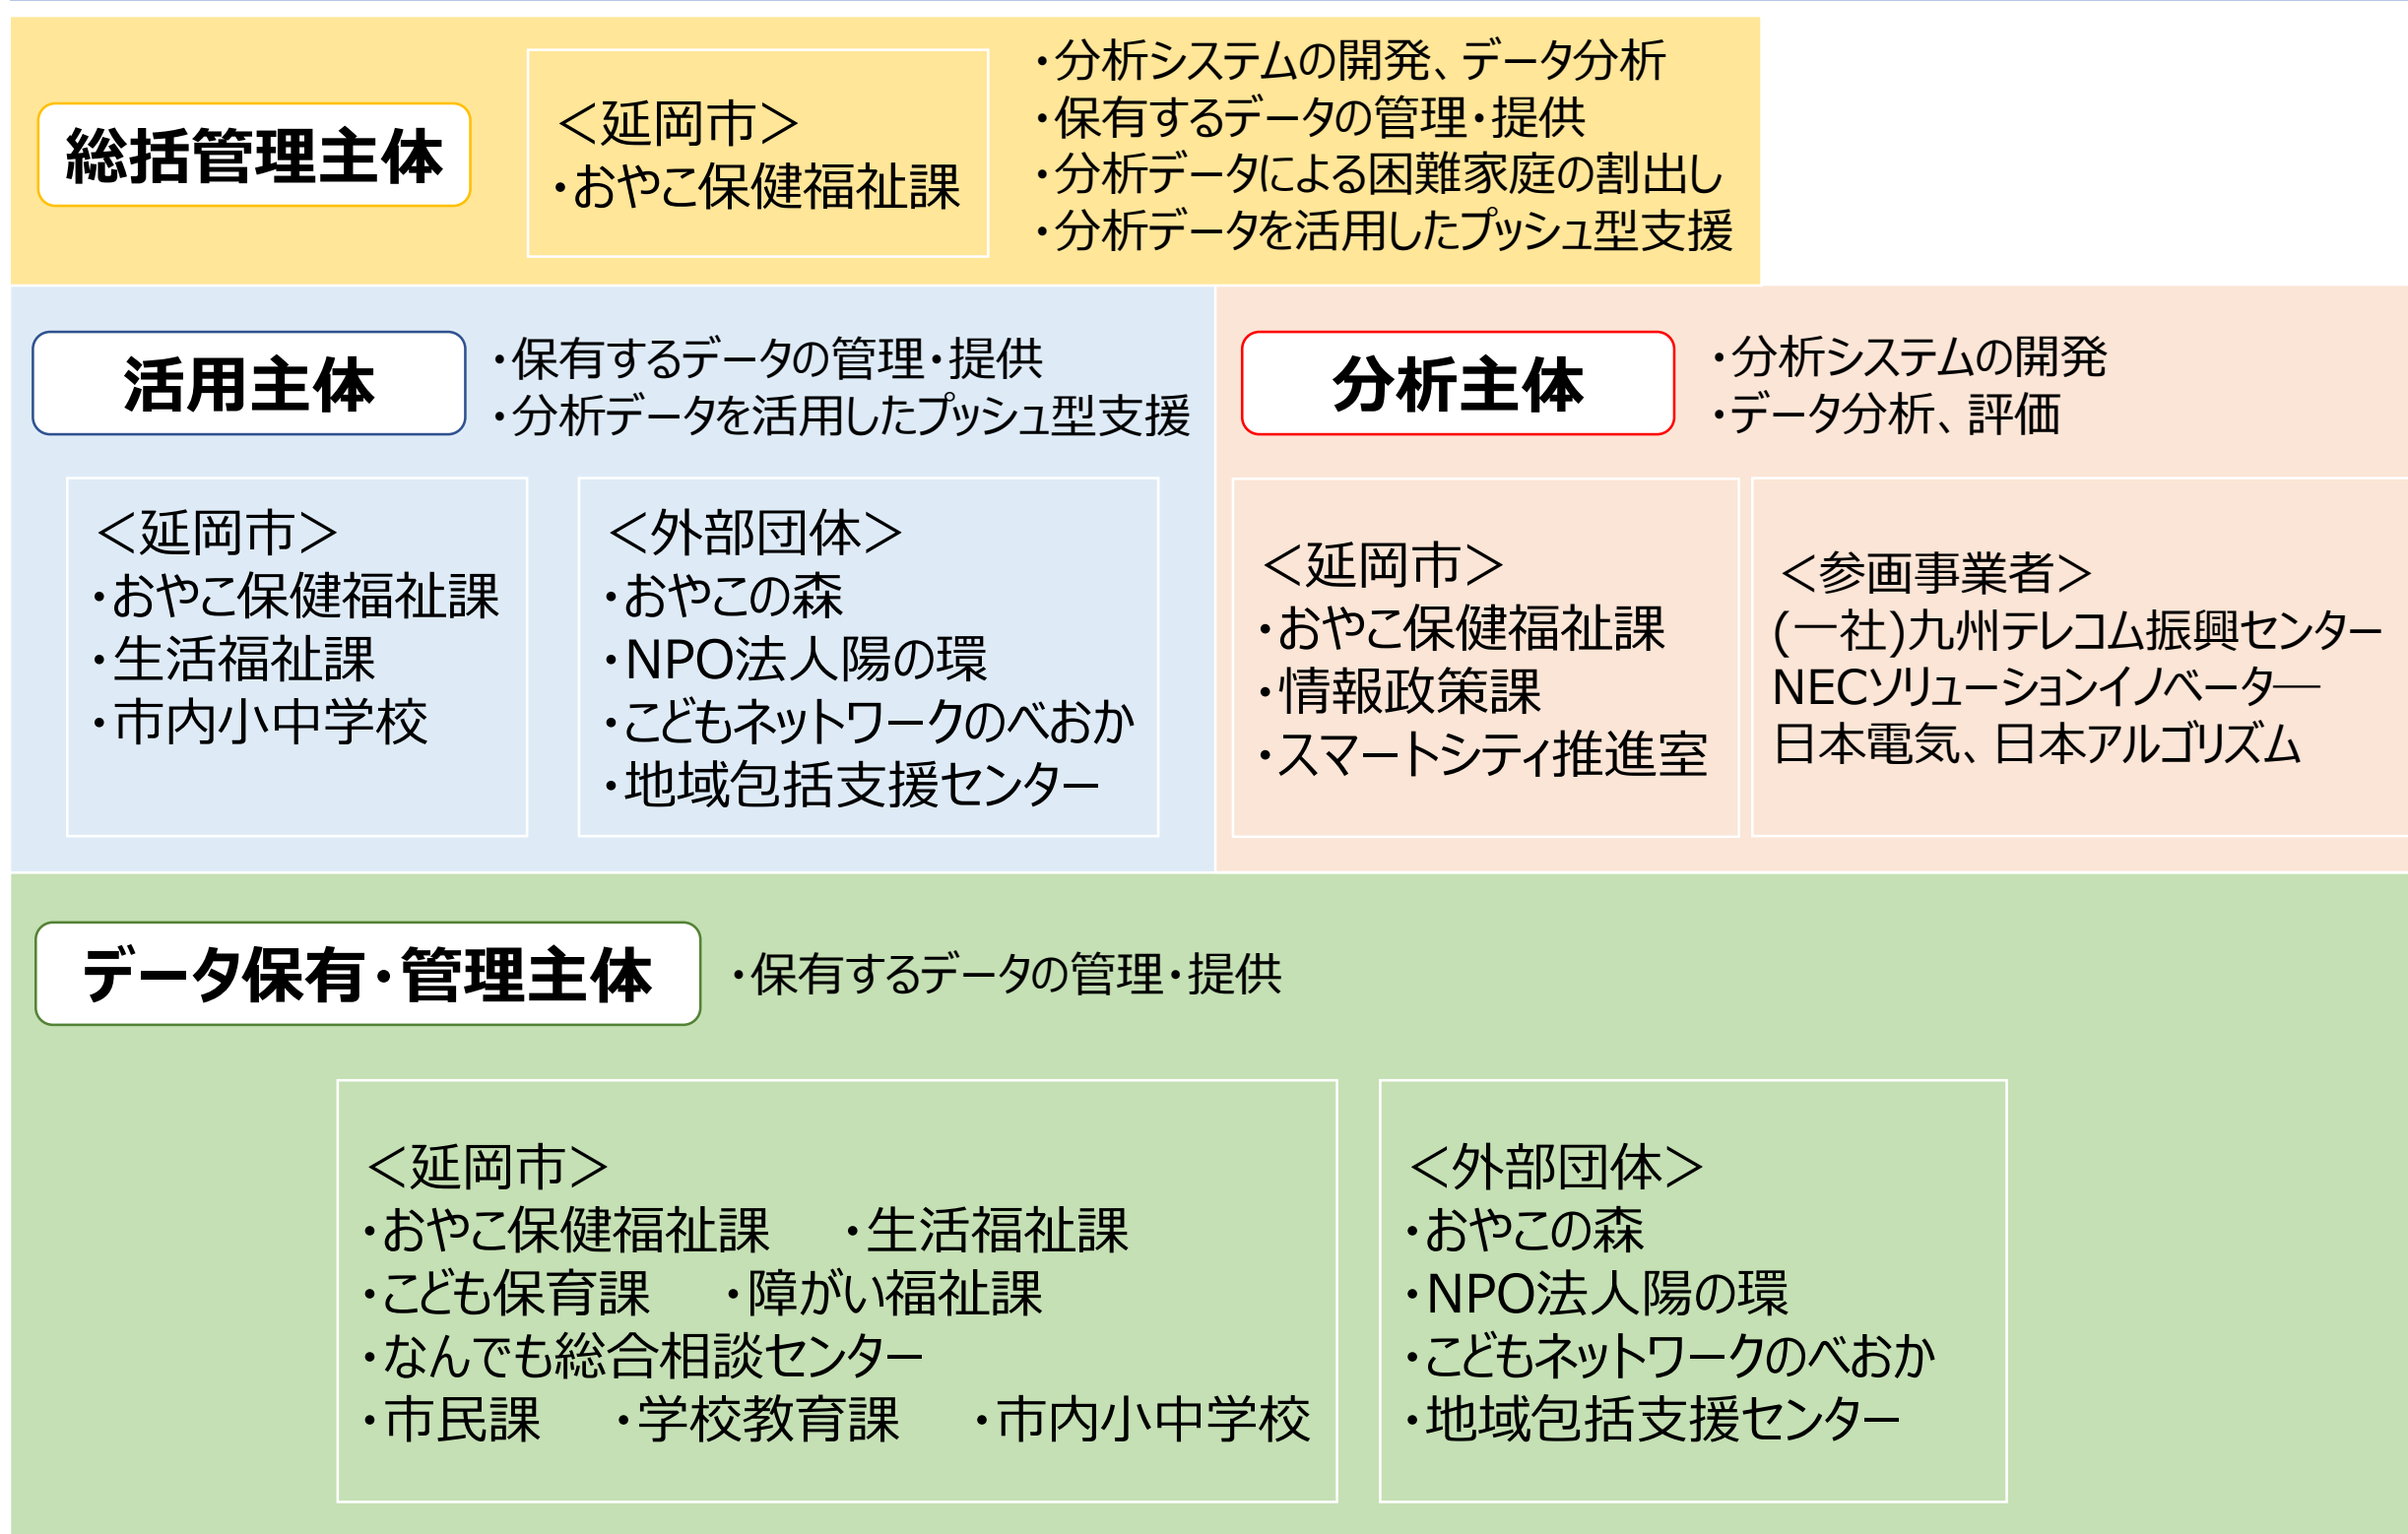 総括管理主体
＜延岡市＞
・おやこ保健福祉課
・分析システムの開発、データ分析
・保有するデータの管理・提供
・分析データによる困難家庭の割出し
・分析データを活用したプッシュ型支援
活用主体
・保有するデータの管理・提供
・分析データを活用したプッシュ型支援
＜延岡市＞
・おやこ保健福祉課
・生活福祉課
・市内小中学校
＜外部団体＞
・おやこの森
・NPO法人陽の環
・こどもネットワークのべおか
・地域包括支援センター
分析主体
・分析システムの開発
・データ分析、評価
＜延岡市＞
・おやこ保健福祉課
・情報政策課
・スマートシティ推進室
＜参画事業者＞
(一社)九州テレコム振興センター
NECソリューションイノベータ―
日本電気、日本アルゴリズム
データ保有・管理主体
・保有するデータの管理・提供
＜延岡市＞
・おやこ保健福祉課　・生活福祉課
・こども保育課　・障がい福祉課
・なんでも総合相談センター
・市民課　・学校教育課　・市内小中学校
＜外部団体＞
・おやこの森
・NPO法人陽の環
・こどもネットワークのべおか
・地域包括支援センター